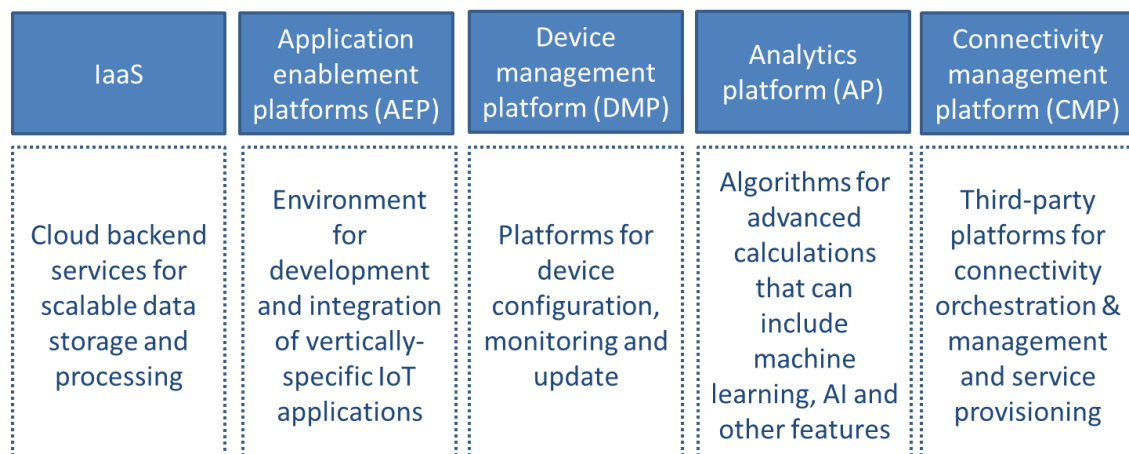 IaaS
Application
enablement
platforms (AEP)
Device
management
platform (DMP)
Analytics
platform (AP)
Connectivity
management
platform (CMP)
Cloud backend
services for
scalable data
storage and
processing
Environment
for
development
and integration
of vertically-
specific IoT
applications
Platforms for
device
configuration,
monitoring and
update
Algorithms for
advanced
calculations
that can
include
machine
learning, AI and
other features
Third-party
platforms for
connectivity
orchestration &
management
and service
provisioning